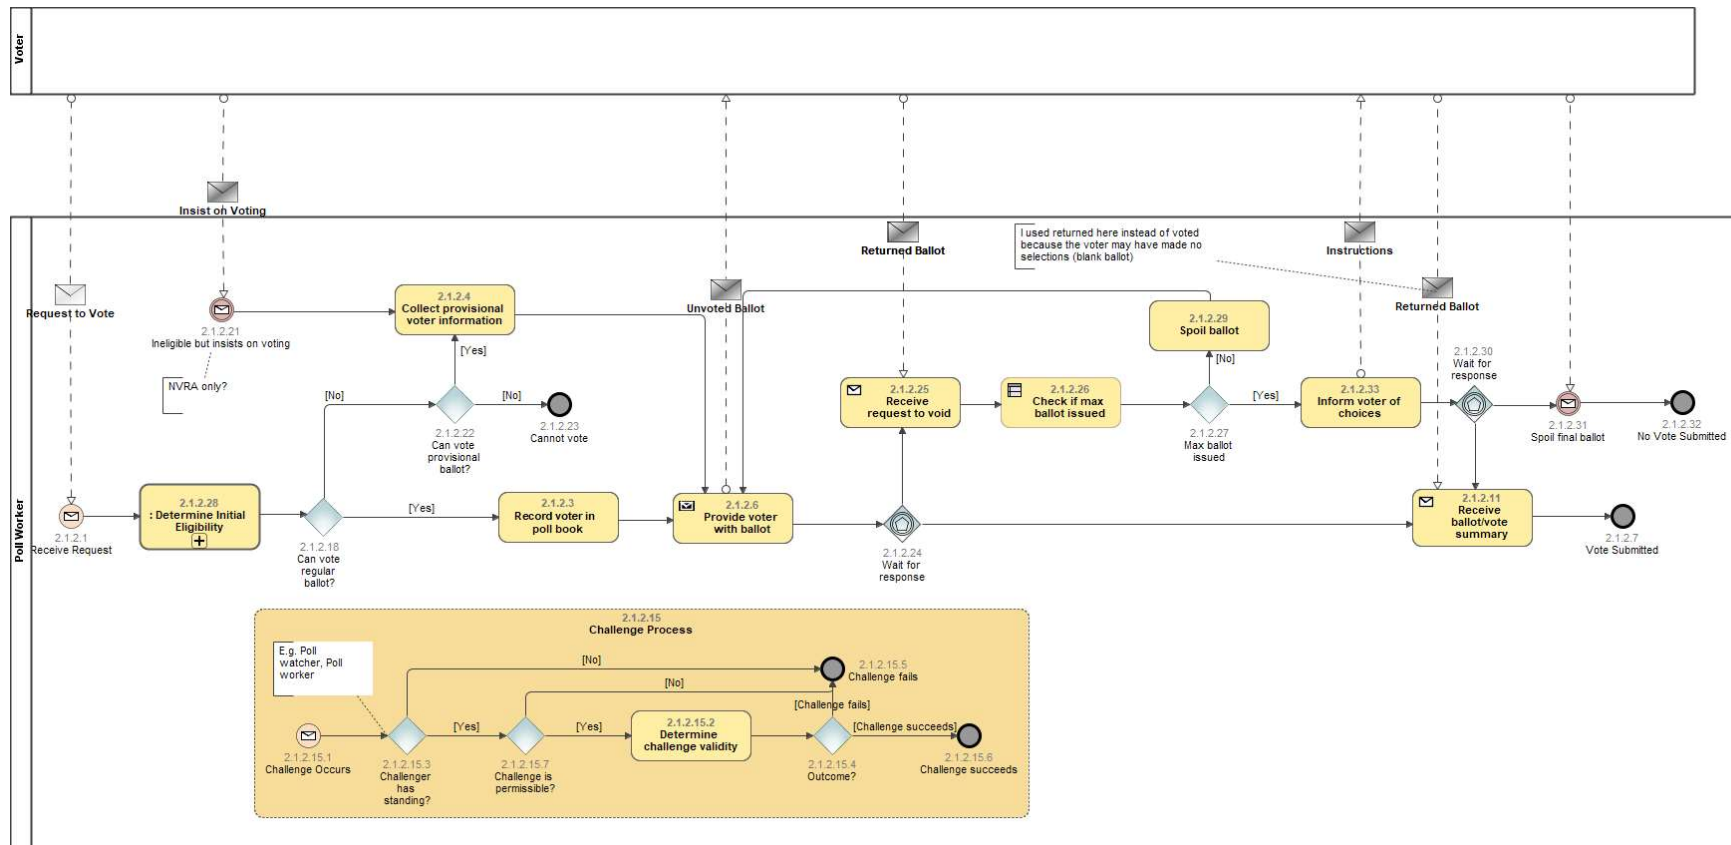 Voter
Poll Worker
Request to Vote
Insist on Voting
Unvoted Ballot
Returned Ballot
I used returned here instead of voted
because the voter may have made no
selections (blank ballot)
Instructions
Returned Ballot
2.1.2.21
Ineligible but insists on voting
NVRA only?
2.1.2.4
Collect provisional
voter information
[Yes]
[No]
[No]
2.1.2.22
Can vote
provisional
ballot?
2.1.2.23
Cannot vote
2.1.2.29
Spoil ballot
[No]
2.1.2.25
Receive
request to void
2.1.2.26
Check if max
ballot issued
2.1.2.27
Max ballot
issued
[Yes]
2.1.2.33
Inform voter of
choices
2.1.2.30
Wait for
response
2.1.2.31
Spoil final ballot
2.1.2.32
No Vote Submitted
2.1.2.1
Receive Request
2.1.2.28
: Determine Initial
Eligibility
2.1.2.18
Can vote
regular
ballot?
[Yes]
2.1.2.3
Record voter in
poll book
2.1.2.6
Provide voter
with ballot
2.1.2.24
Wait for
response
2.1.2.11
Receive
ballot/vote
summary
2.1.2.7
Vote Submitted
2.1.2.15
Challenge Process
E.g. Poll
watcher, Poll
worker
[No]
[No]
2.1.2.15.5
Challenge fails
[Challenge fails]
2.1.2.15.1
Challenge Occurs
2.1.2.15.3
Challenger
has
standing?
[Yes]
2.1.2.15.7
Challenge is
permissible?
[Yes]
2.1.2.15.2
Determine
challenge validity
2.1.2.15.4
Outcome?
[Challenge succeeds]
2.1.2.15.6
Challenge succeeds